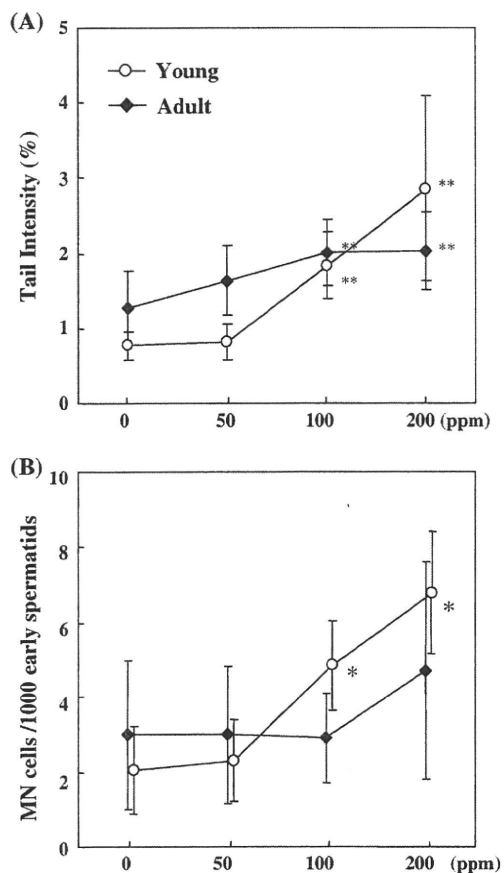 (A)
Tail Intensity (%)
5
4
3
2
1
0
Young
Adult
**
**
**
**
0 50 100 200 (ppm)
(B)
MN cells /1000 early spermatids
10
8
6
4
2
0
*
*
0 50 100 200 (ppm)